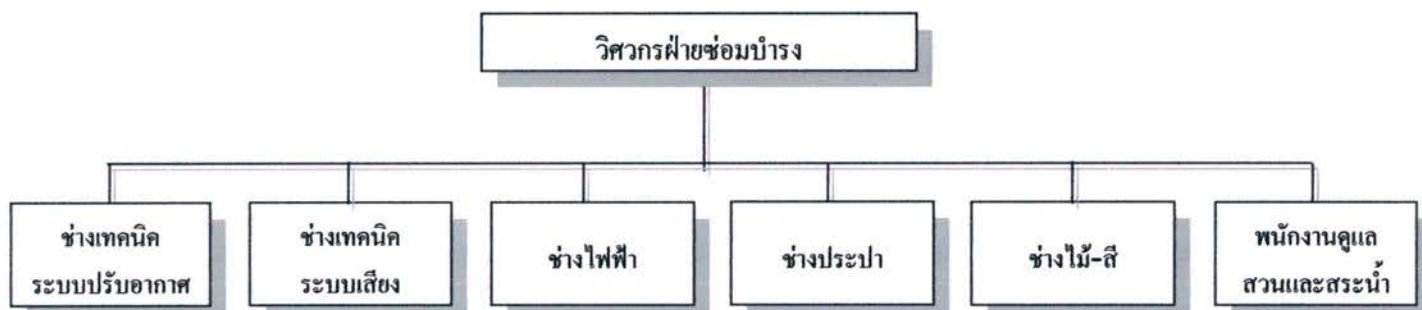 วิศวกรฝ่ายซ่อมบำรุง
ช่างเทคนิค
ระบบปรับอากาศ
ช่างเทคนิค
ระบบเสียง
ช่างไฟฟ้า
ช่างประปา
ช่างไม้-สี
พนักงานดูแล
สวนและสระน้ำ